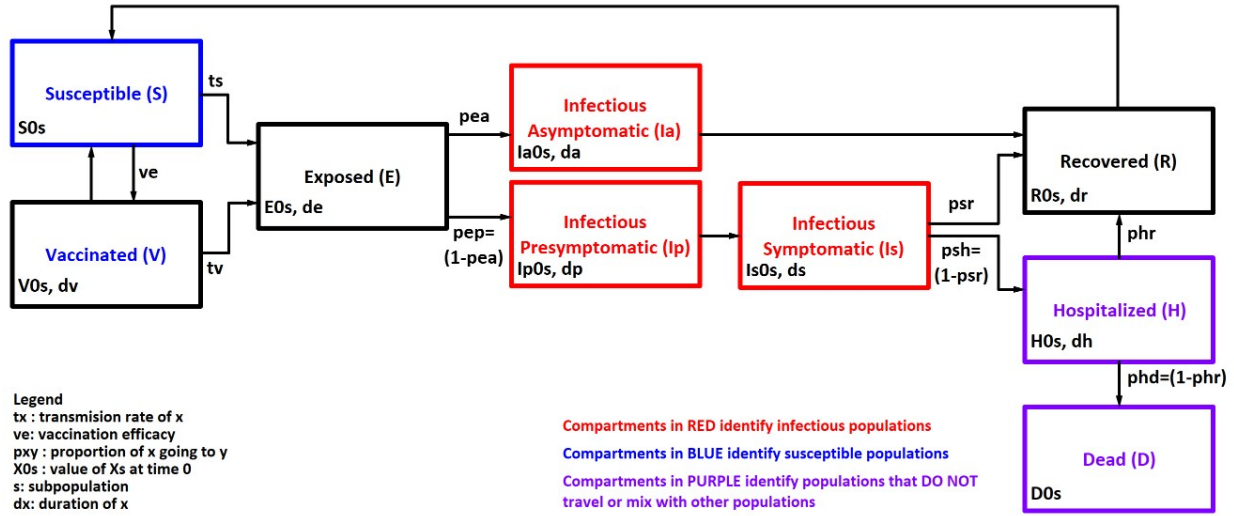 Susceptible (S)
S0s
ts
ve
Vaccinated (V)
V0s, dv
tv
Exposed (E)
E0s, de
pea
pep=
(1-pea)
Infectious
Asymptomatic (Ia)
Ia0s, da
Infectious
Presymptomatic (Ip)
Ip0s, dp
Infectious
Symptomatic (Is)
Is0s, ds
psr
psh=
(1-psr)
Recovered (R)
R0s, dr
phr
Hospitalized (H)
H0s, dh
phd=(1-phr)
Dead (D)
D0s
Legend
tx : transmision rate of x
ve: vaccination efficacy
pxy : proportion of x going to y
X0s : value of Xs at time 0
s: subpopulation
dx: duration of x
Compartments in RED identify infectious populations
Compartments in BLUE identify susceptible populations
Compartments in PURPLE identify populations that DO NOT
travel or mix with other populations